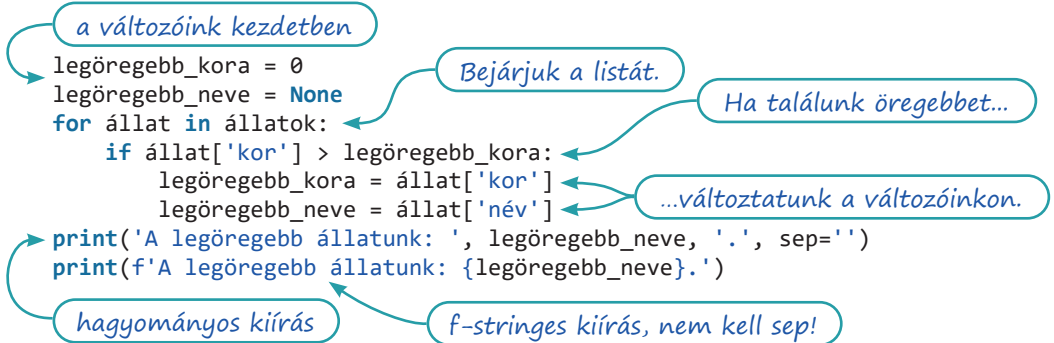 a változóink kezdetben
legöregebb_kora = 0
Bejárjuk a listát.
legöregebb_neve = None
Ha találunk öregebbet...
for állat in állatok:
    if állat['kor'] > legöregebb_kora:
        legöregebb_kora = állat['kor']
...változtatunk a változóinkon.
        legöregebb_neve = állat['név']
print('A legöregebb állatunk: ', legöregebb_neve, '.', sep='')
print(f'A legöregebb állatunk: {legöregebb_neve}.')
hagyományos kiírás
f-stringes kiírás, nem kell sep!